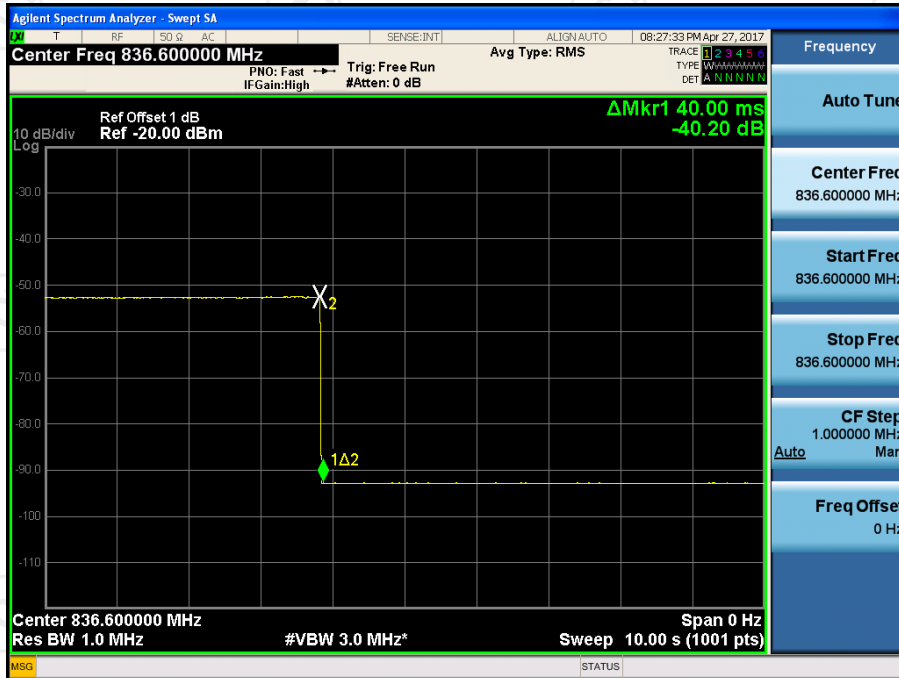 Agilent Spectrum Analyzer - Swept SA
LXI T RF 50 Ω AC SENSE:INT ALIGN AUTO 08:27:33 PM Apr 27, 2017
Center Freq 836.600000 MHz
PNO: Fast
IFGain:High
Trig: Free Run
#Atten: 0 dB
Avg Type: RMS
TRACE 1 2 3 4 5 6
TYPE
DET A N N N N N
Frequency
Auto Tune
Center Freq
836.600000 MHz
Start Freq
836.600000 MHz
Stop Freq
836.600000 MHz
CF Step
1.000000 MHz
Auto Man
Freq Offset
0 Hz
ΔMkr1 40.00 ms
-40.20 dB
Ref Offset 1 dB
10 dB/div Ref -20.00 dBm
Log
-30.0
-40.0
-50.0
2
-60.0
-70.0
-80.0
1Δ2
-90.0
-100
-110
Center 836.600000 MHz Span 0 Hz
Res BW 1.0 MHz #VBW 3.0 MHz* Sweep 10.00 s (1001 pts)
MSG STATUS